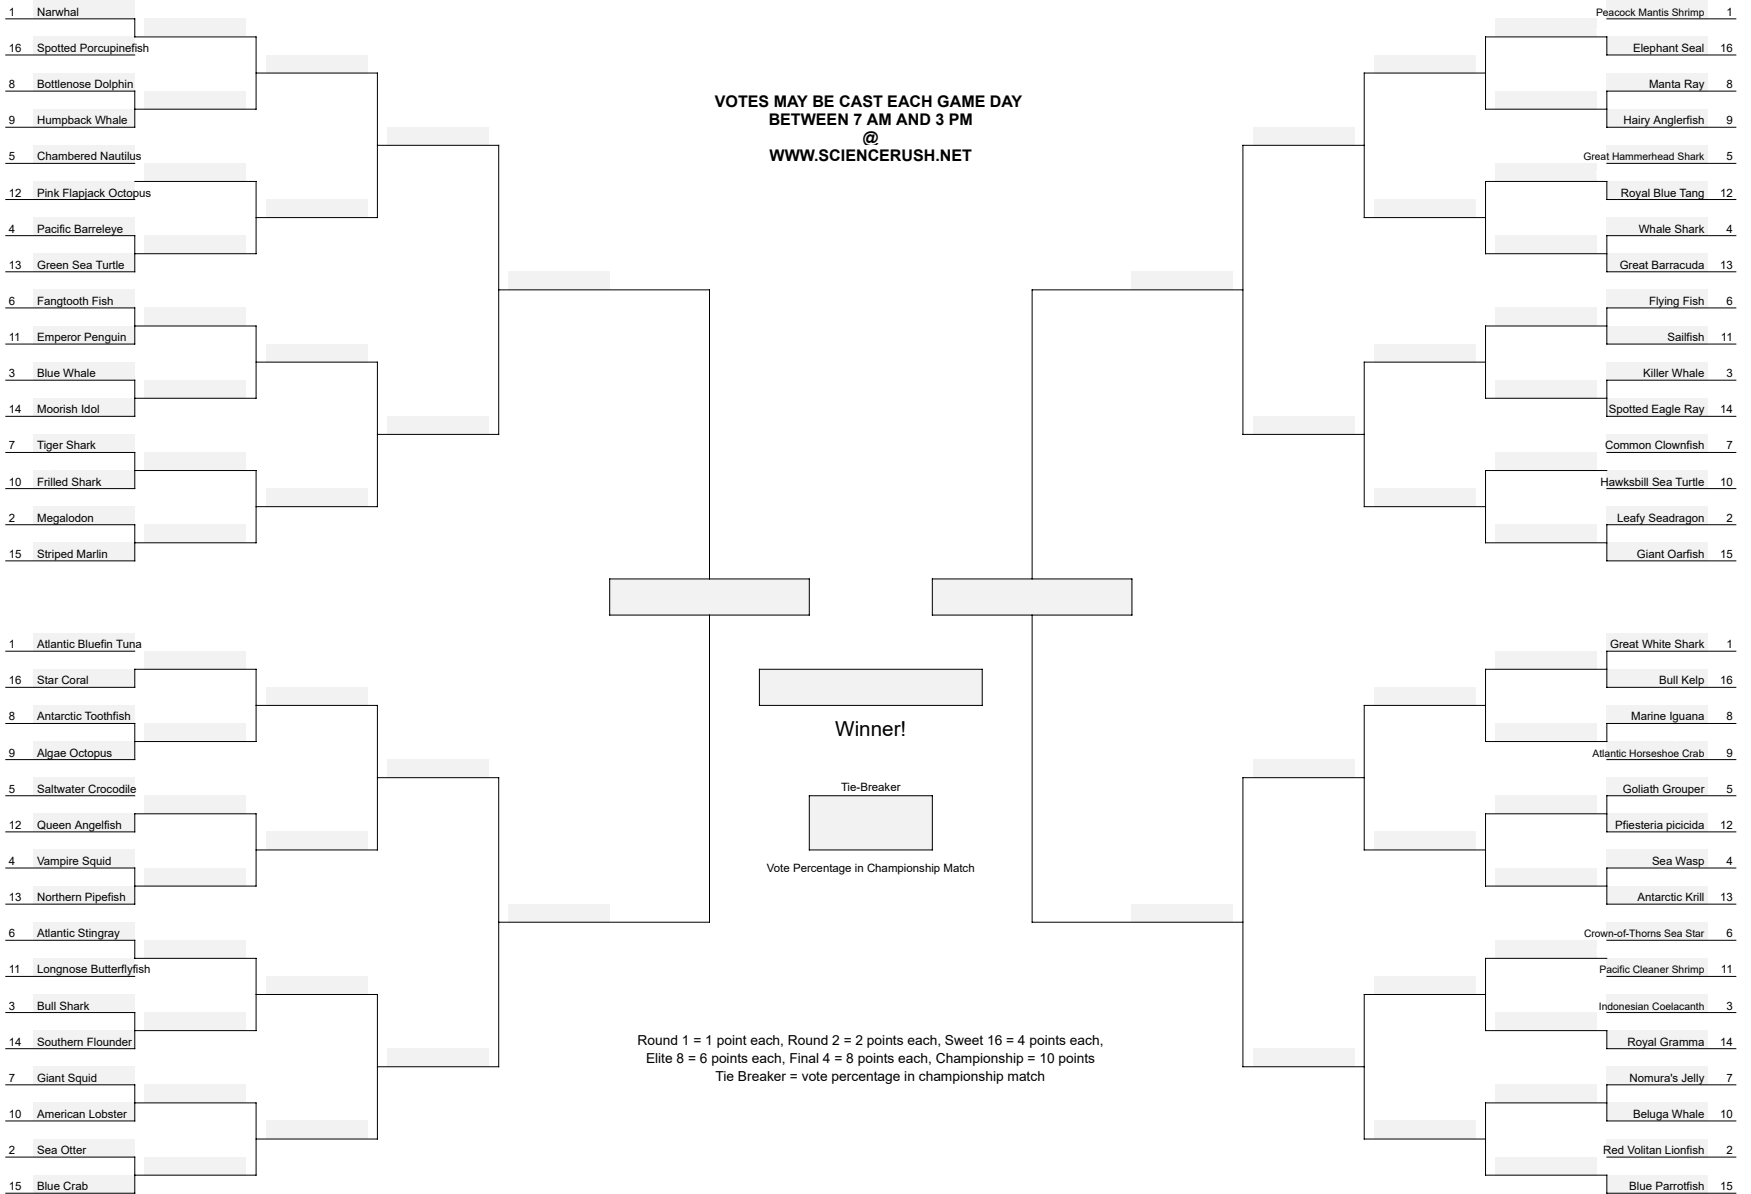 1 Narwhal
16 Spotted Porcupinefish
8 Bottlenose Dolphin
9 Humpback Whale
5 Chambered Nautilus
12 Pink Flapjack Octopus
4 Pacific Barreleye
13 Green Sea Turtle
6 Fangtooth Fish
11 Emperor Penguin
3 Blue Whale
14 Moorish Idol
7 Tiger Shark
10 Frilled Shark
2 Megalodon
15 Striped Marlin
1 Atlantic Bluefin Tuna
16 Star Coral
8 Antarctic Toothfish
9 Algae Octopus
5 Saltwater Crocodile
12 Queen Angelfish
4 Vampire Squid
13 Northern Pipefish
6 Atlantic Stingray
11 Longnose Butterflyfish
3 Bull Shark
14 Southern Flounder
7 Giant Squid
10 American Lobster
2 Sea Otter
15 Blue Crab
VOTES MAY BE CAST EACH GAME DAY
BETWEEN 7 AM AND 3 PM
@
WWW.SCIENCERUSH.NET
Winner!
Tie-Breaker
Vote Percentage in Championship Match
Round 1 = 1 point each, Round 2 = 2 points each, Sweet 16 = 4 points each,
Elite 8 = 6 points each, Final 4 = 8 points each, Championship = 10 points
Tie Breaker = vote percentage in championship match
Peacock Mantis Shrimp 1
Elephant Seal 16
Manta Ray 8
Hairy Anglerfish 9
Great Hammerhead Shark 5
Royal Blue Tang 12
Whale Shark 4
Great Barracuda 13
Flying Fish 6
Sailfish 11
Killer Whale 3
Spotted Eagle Ray 14
Common Clownfish 7
Hawksbill Sea Turtle 10
Leafy Seadragon 2
Giant Oarfish 15
Great White Shark 1
Bull Kelp 16
Marine Iguana 8
Atlantic Horseshoe Crab 9
Goliath Grouper 5
Pfiesteria picicida 12
Sea Wasp 4
Antarctic Krill 13
Crown-of-Thorns Sea Star 6
Pacific Cleaner Shrimp 11
Indonesian Coelacanth 3
Royal Gramma 14
Nomura's Jelly 7
Beluga Whale 10
Red Volitan Lionfish 2
Blue Parrotfish 15